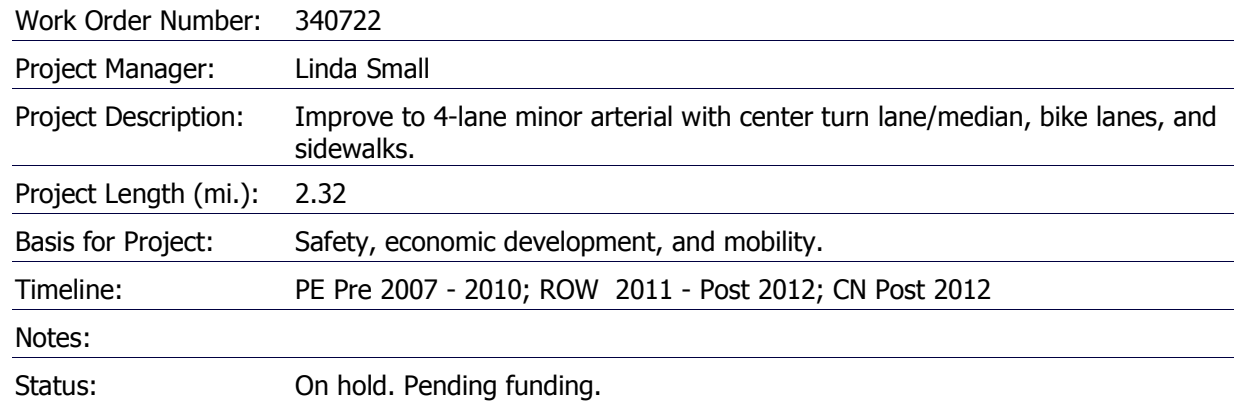 Work Order Number: 340722
Project Manager: Linda Small
Project Description: Improve to 4-lane minor arterial with center turn lane/median, bike lanes, and
sidewalks.
Project Length (mi.): 2.32
Basis for Project: Safety, economic development, and mobility.
Timeline: PE Pre 2007 - 2010; ROW  2011 - Post 2012; CN Post 2012
Notes:
Status: On hold. Pending funding.